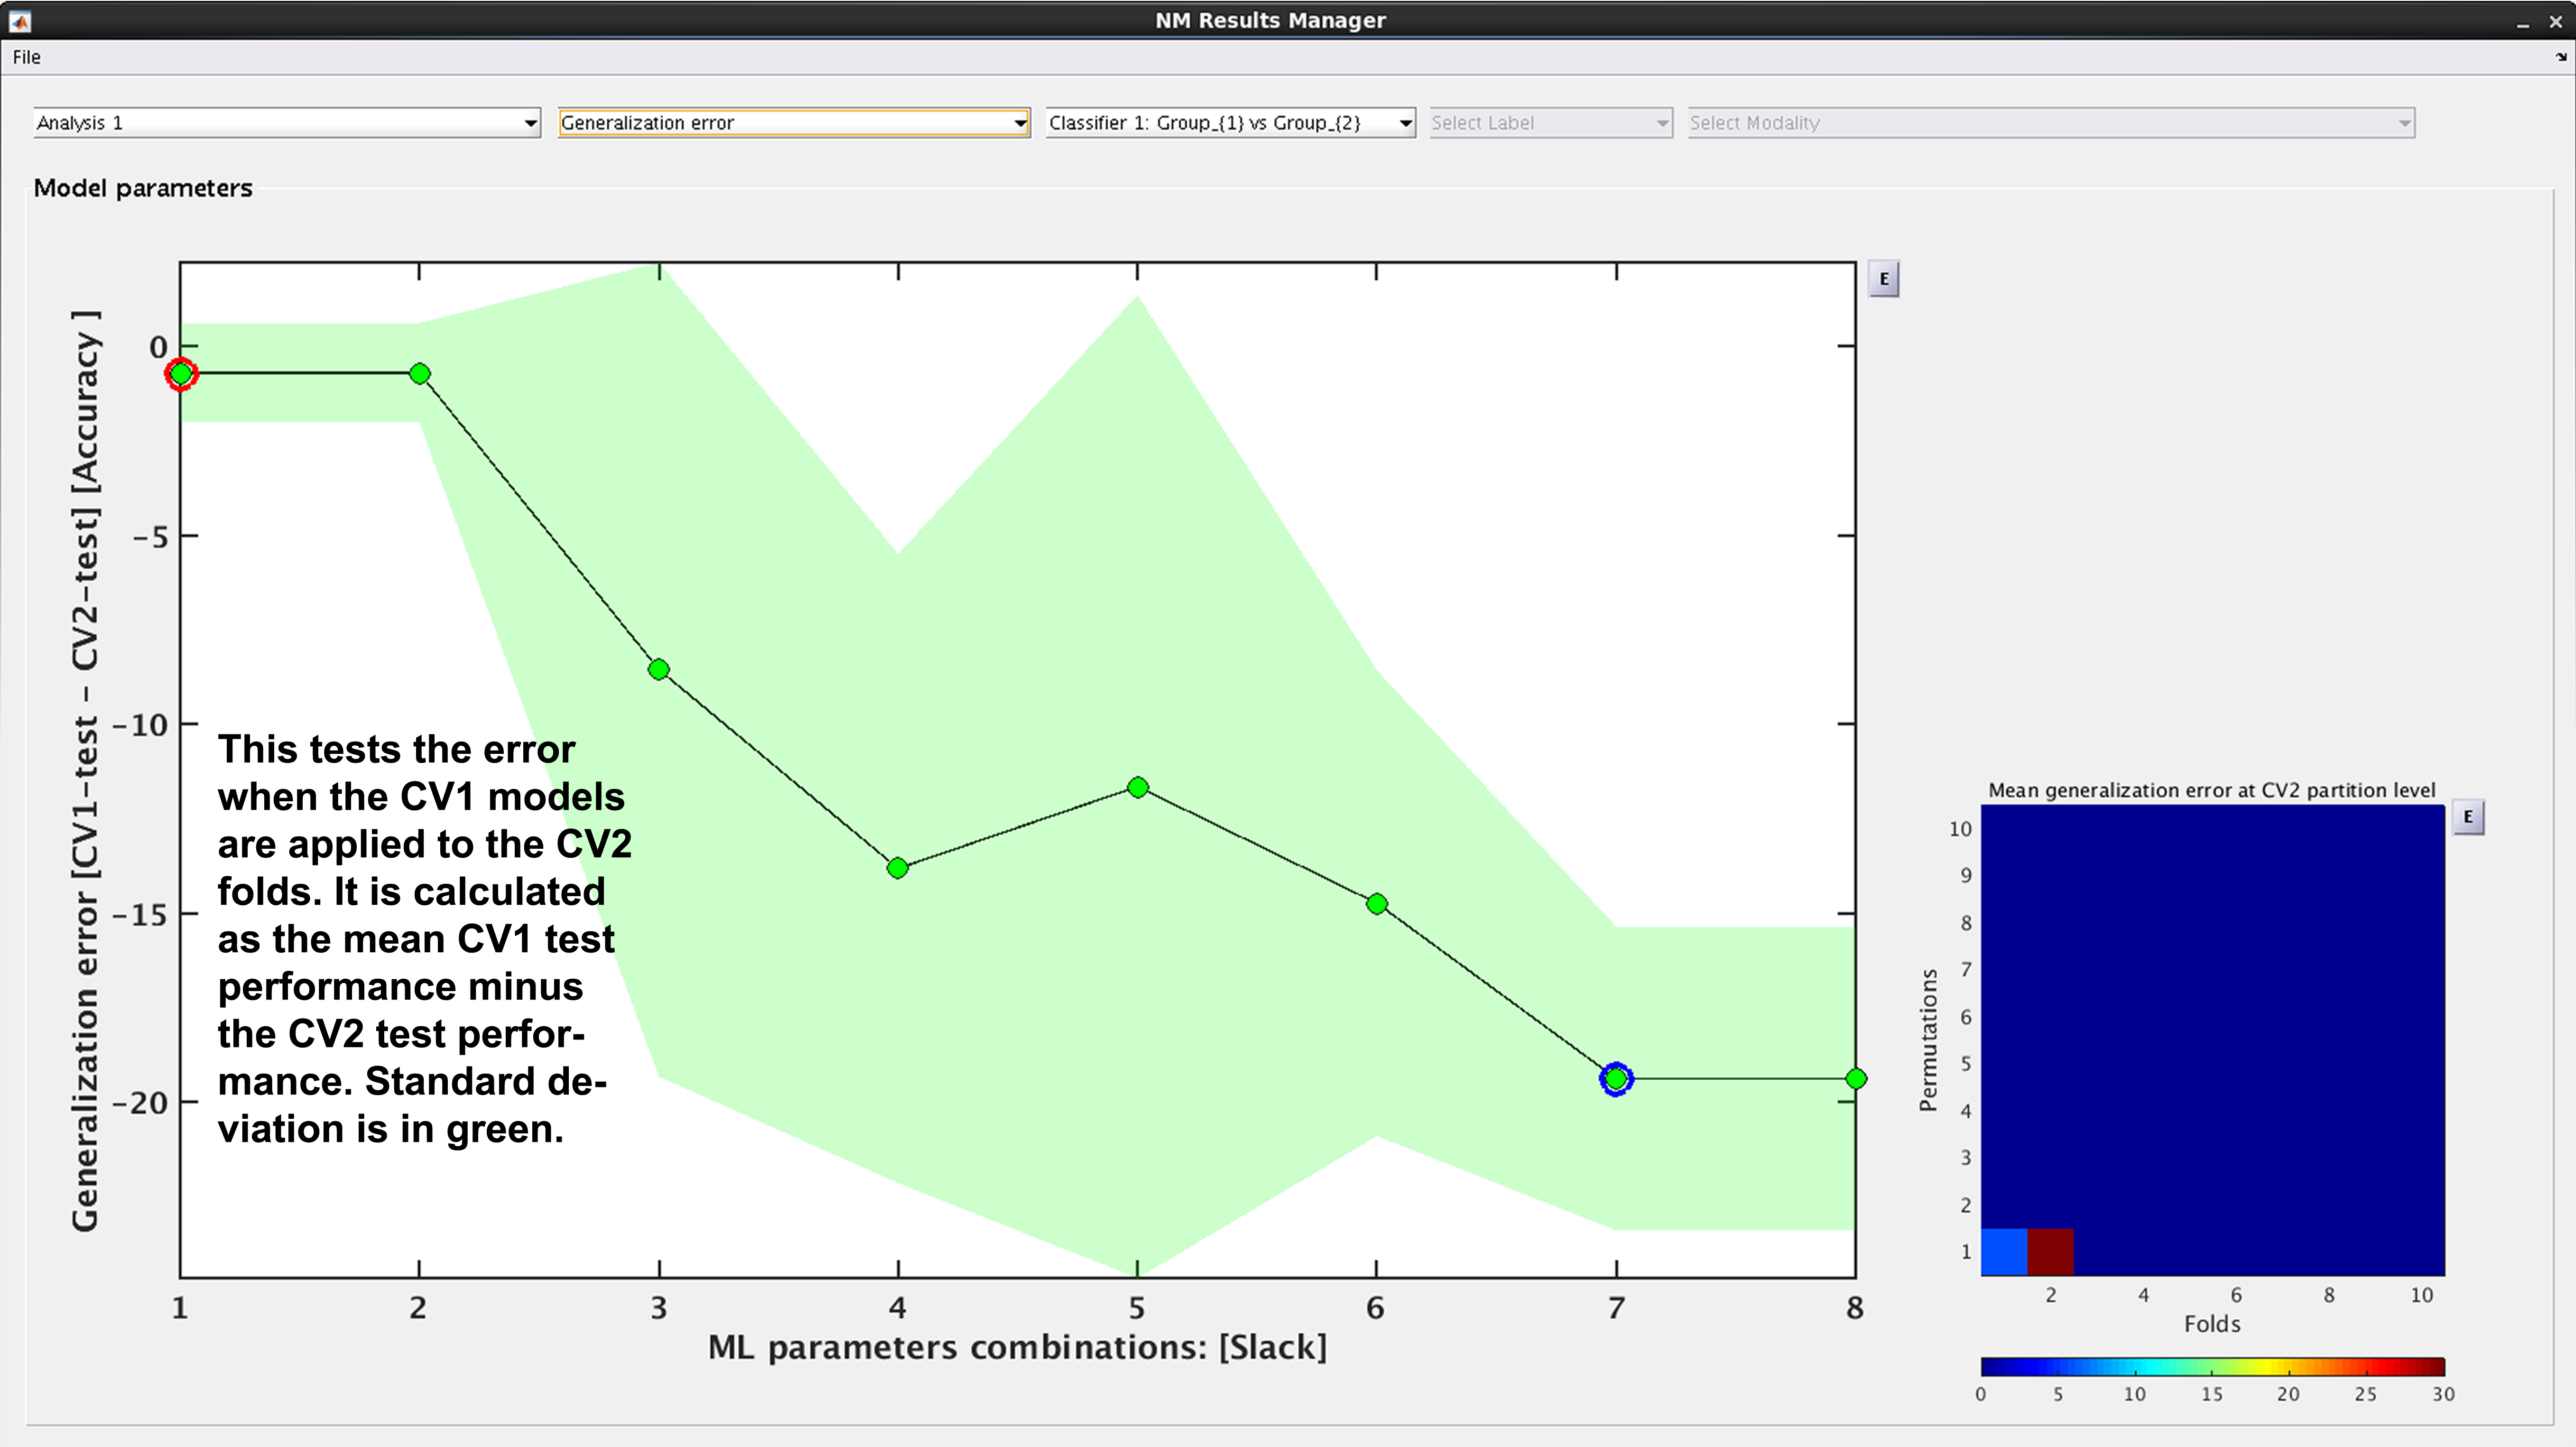 NM Results Manager
File
Analysis 1
Generalization error
Classifier 1: Group_{1} vs Group_{2}
Select Label
Select Modality
Model parameters
E
Generalization error [CV1-test - CV2-test] [Accuracy ]
0
-5
-10
-15
-20
This tests the error
when the CV1 models
are applied to the CV2
folds. It is calculated
as the mean CV1 test
performance minus
the CV2 test perfor-
mance. Standard de-
viation is in green.
1 2 3 4 5 6 7 8
ML parameters combinations: [Slack]
Mean generalization error at CV2 partition level
E
Permutations
10
9
8
7
6
5
4
3
2
1
2 4 6 8 10
Folds
0 5 10 15 20 25 30